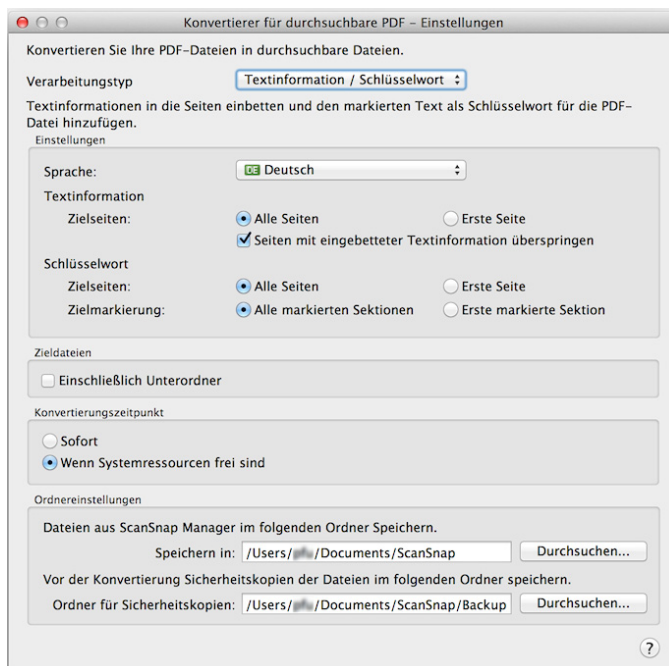 Konvertierer für durchsuchbare PDF – Einstellungen
Konvertieren Sie Ihre PDF-Dateien in durchsuchbare Dateien.
Verarbeitungstyp Textinformation / Schlüsselwort
Textinformationen in die Seiten einbetten und den markierten Text als Schlüsselwort für die PDF-
Datei hinzufügen.
Einstellungen
Sprache: DE Deutsch
Textinformation
Zielseiten: Alle Seiten Erste Seite
Seiten mit eingebetteter Textinformation überspringen
Schlüsselwort
Zielseiten: Alle Seiten Erste Seite
Zielmarkierung: Alle markierten Sektionen Erste markierte Sektion
Zieldateien
Einschließlich Unterordner
Konvertierungszeitpunkt
Sofort
Wenn Systemressourcen frei sind
Ordnereinstellungen
Dateien aus ScanSnap Manager im folgenden Ordner Speichern.
Speichern in: /Users/ /Documents/ScanSnap Durchsuchen...
Vor der Konvertierung Sicherheitskopien der Dateien im folgenden Ordner speichern.
Ordner für Sicherheitskopien: /Users/ /Documents/ScanSnap/Backup Durchsuchen...
?